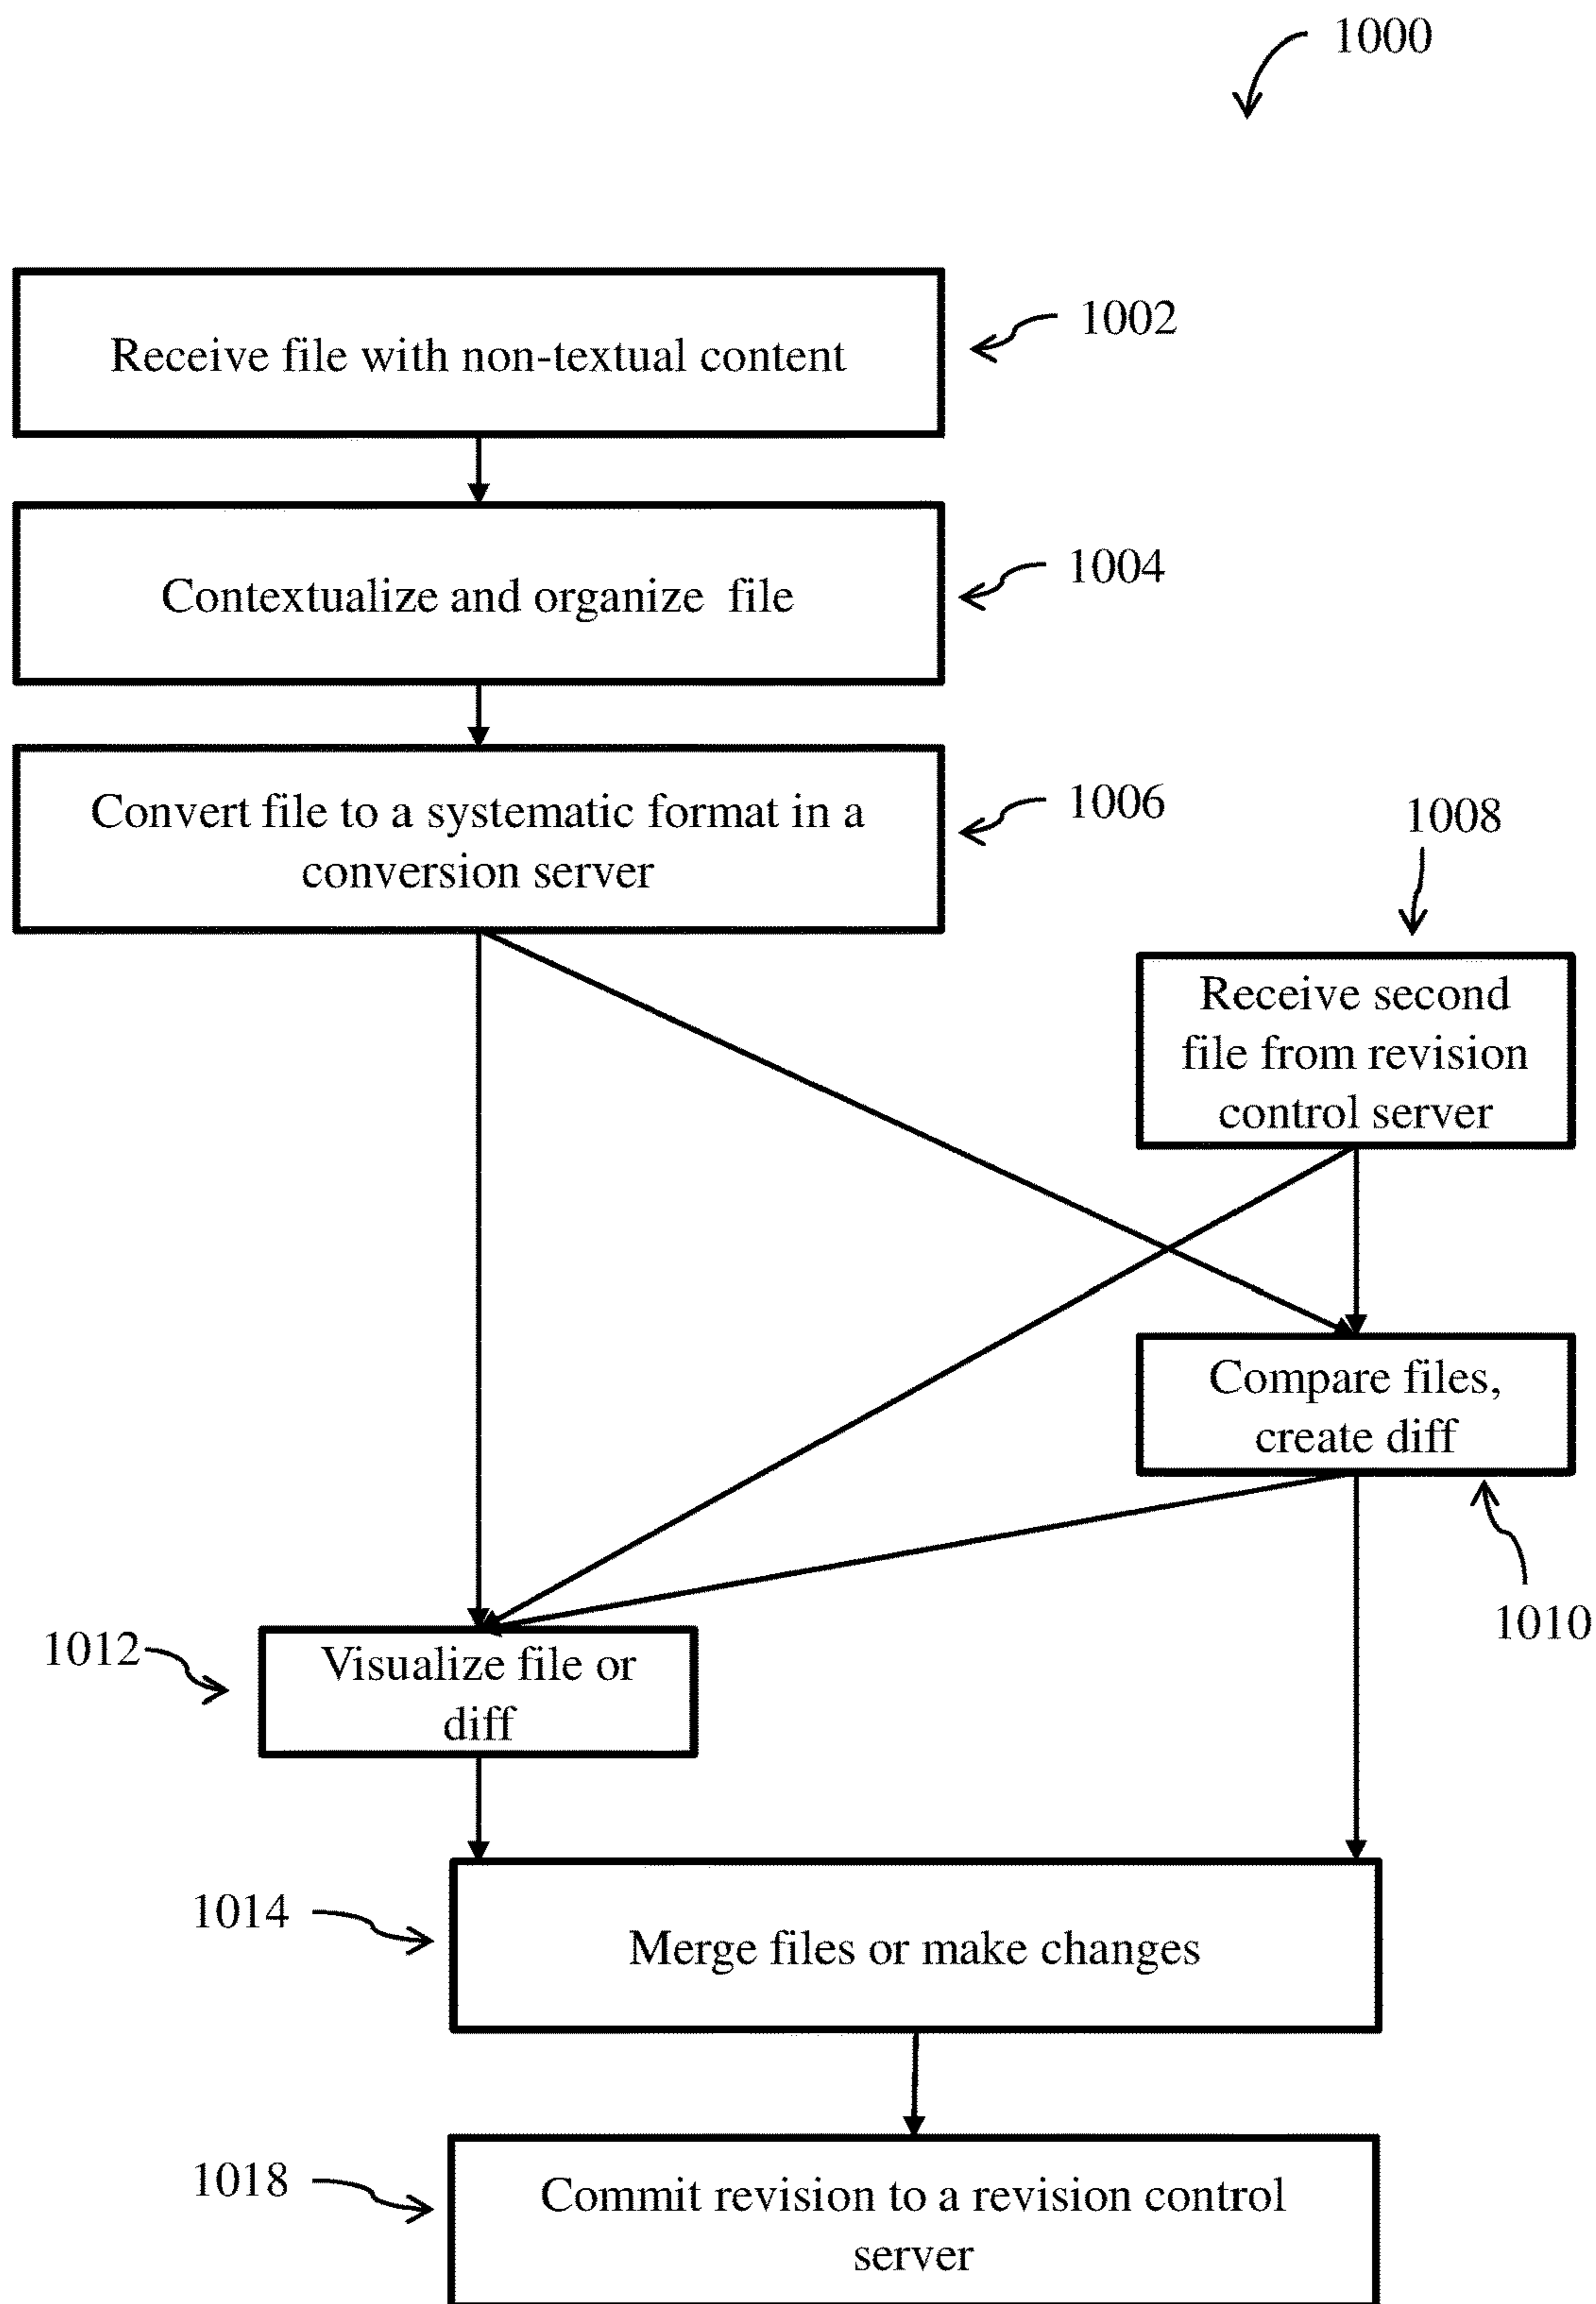 1000
Receive file with non-textual content
1002
Contextualize and organize file
1004
Convert file to a systematic format in a
conversion server
1006
1008
Receive second
file from revision
control server
Compare files,
create diff
1010
1012
Visualize file or
diff
1014
Merge files or make changes
1018
Commit revision to a revision control
server